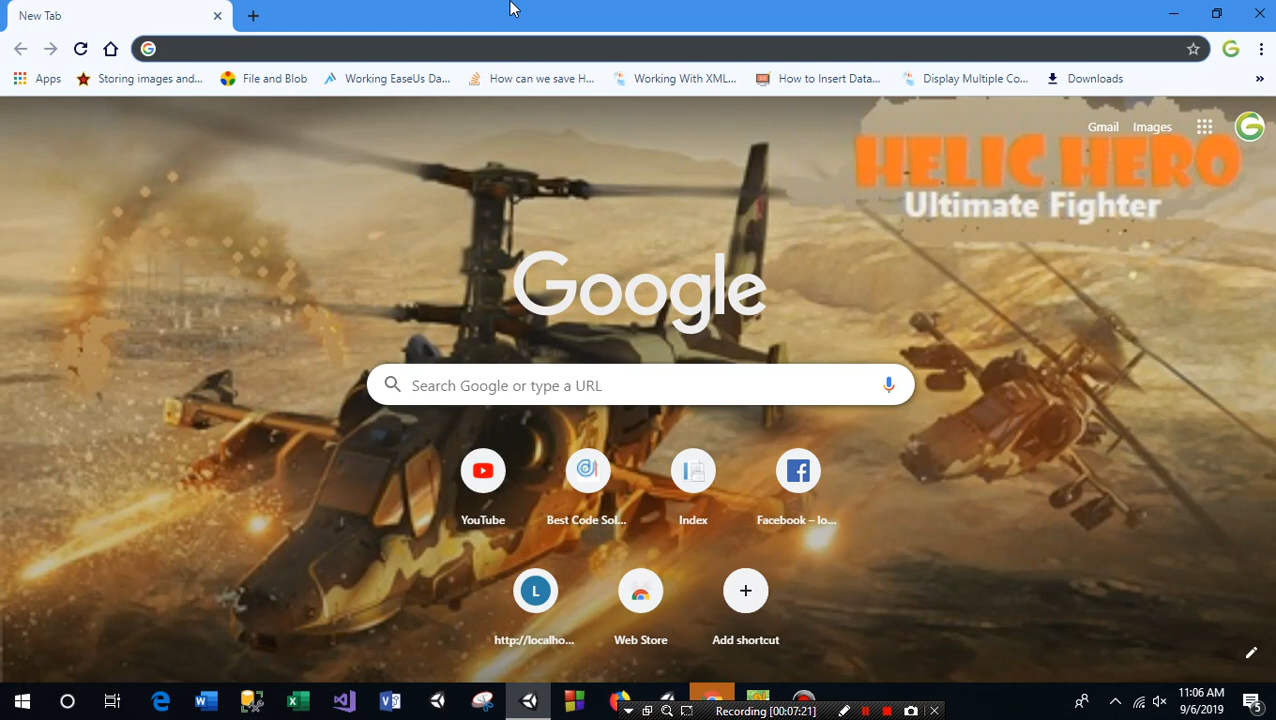 New Tab
Apps Storing images and... File and Blob Working EaseUs Da... How can we save H... Working With XML... How to Insert Data... Display Multiple Co... Downloads »
Gmail Images
HELIC HERO
Ultimate Fighter
Google
Search Google or type a URL
YouTube Best Code Sol... Index Facebook – lo...
L
http://localho... Web Store Add shortcut
11:06 AM
9/6/2019
5
Recording [00:07:21]